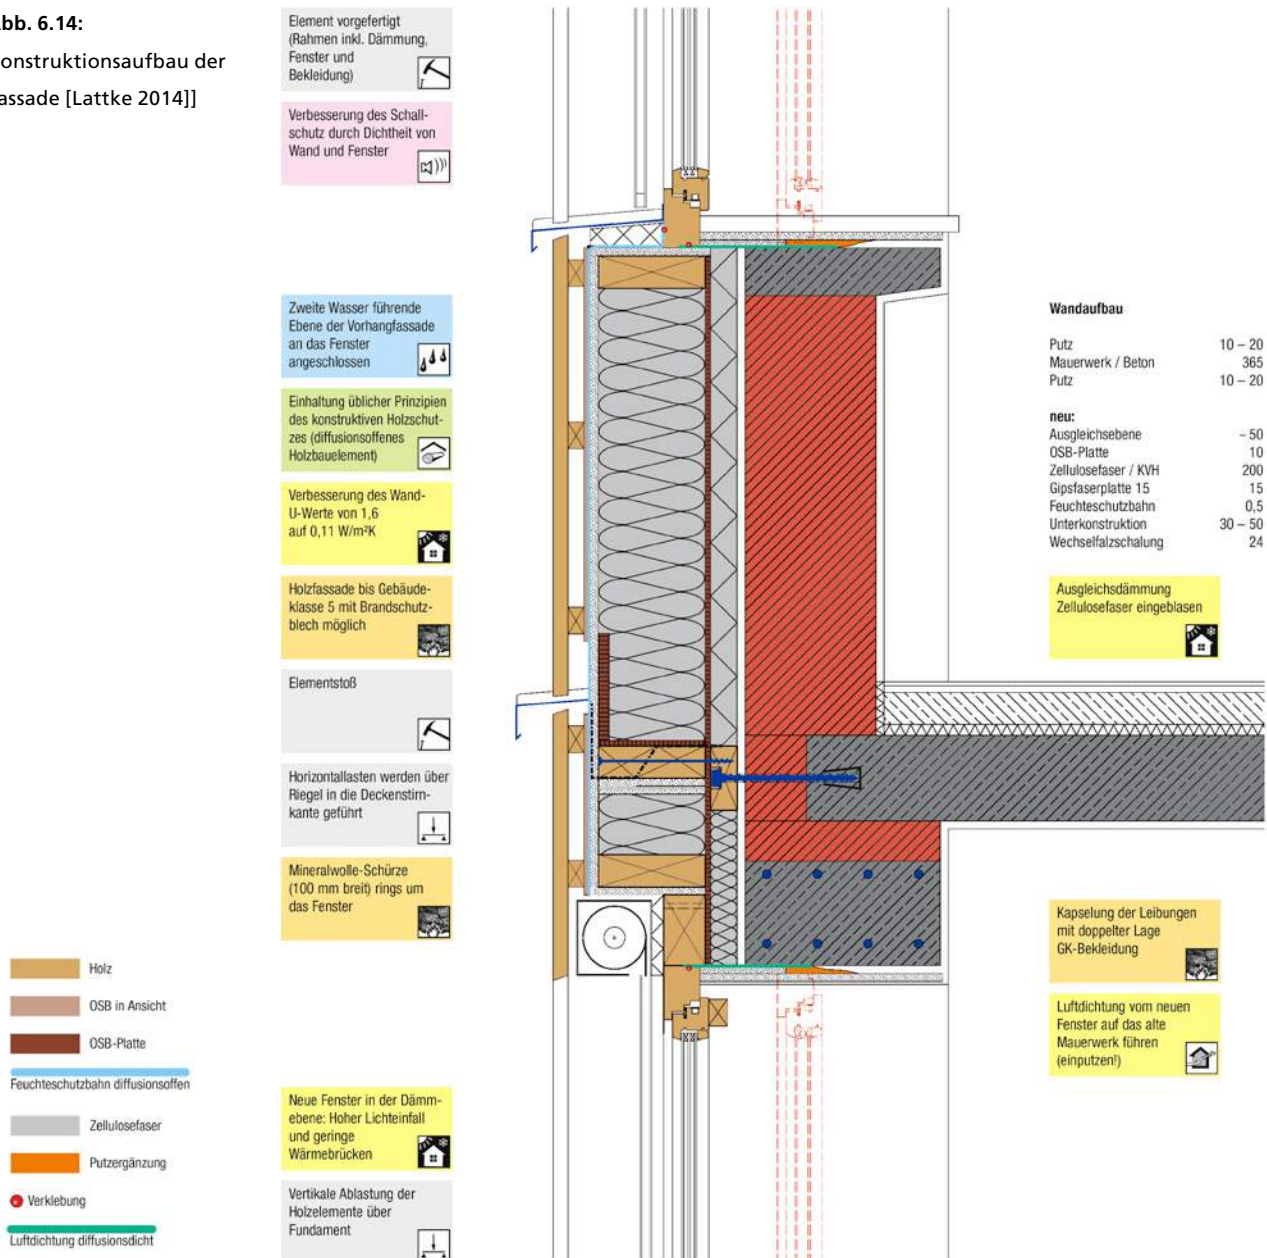 bb. 6.14:
onstruktionsaufbau der
assade [Lattke 2014]]
Element vorgefertigt
(Rahmen inkl. Dämmung,
Fenster und
Bekleidung)
Verbesserung des Schall-
schutz durch Dichtheit von
Wand und Fenster
Zweite Wasser führende
Ebene der Vorhangfassade
an das Fenster
angeschlossen
Einhaltung üblicher Prinzipien
des konstruktiven Holzschut-
zes (diffusionsoffenes
Holzbauelement)
Verbesserung des Wand-
U-Werte von 1,6
auf 0,11 W/m²K
Holzfassade bis Gebäude-
klasse 5 mit Brandschutz-
blech möglich
Elementstoß
Horizontallasten werden über
Riegel in die Deckenstirn-
kante geführt
Mineralwolle-Schürze
(100 mm breit) rings um
das Fenster
Neue Fenster in der Dämm-
ebene: Hoher Lichteinfall
und geringe
Wärmebrücken
Vertikale Ablastung der
Holzelemente über
Fundament
Holz
OSB in Ansicht
OSB-Platte
Feuchteschutzbahn diffusionsoffen
Zellulosefaser
Putzergänzung
Verklebung
Luftdichtung diffusionsdicht
Wandaufbau
Putz 10 – 20
Mauerwerk / Beton 365
Putz 10 – 20
neu:
Ausgleichsebene ~ 50
OSB-Platte 10
Zellulosefaser / KVH 200
Gipsfaserplatte 15 15
Feuchteschutzbahn 0,5
Unterkonstruktion 30 – 50
Wechselfalzschalung 24
Ausgleichsdämmung
Zellulosefaser eingeblasen
Kapselung der Leibungen
mit doppelter Lage
GK-Bekleidung
Luftdichtung vom neuen
Fenster auf das alte
Mauerwerk führen
(einputzen!)